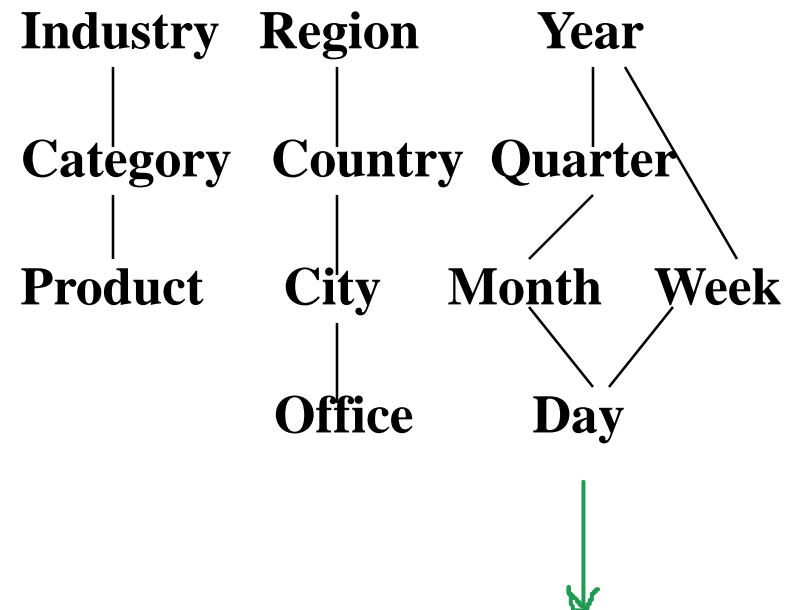 Industry Region Year
Category Country Quarter
Product City Month Week
Office Day